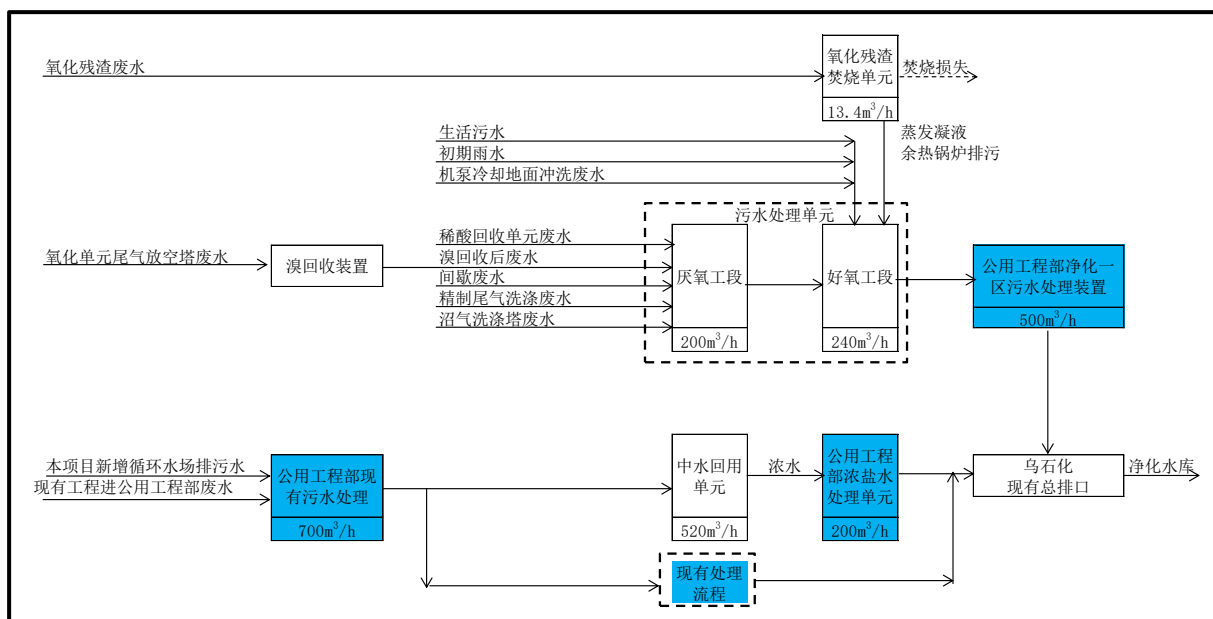 氧化残渣废水
氧化残渣
焚烧单元
13.4m³/h
焚烧损失
蒸发凝液
余热锅炉排污
生活污水
初期雨水
机泵冷却地面冲洗废水
污水处理单元
氧化单元尾气放空塔废水
溴回收装置
稀酸回收单元废水
溴回收后废水
间歇废水
精制尾气洗涤废水
沼气洗涤塔废水
厌氧工段
200m³/h
好氧工段
240m³/h
公用工程部净化一
区污水处理装置
500m³/h
本项目新增循环水场排污水
现有工程进公用工程部废水
公用工程部现
有污水处理
700m³/h
中水回用
单元
520m³/h
浓水
公用工程
部浓盐水
处理单元
200m³/h
乌石化
现有总排口
净化水库
现有处理
流程